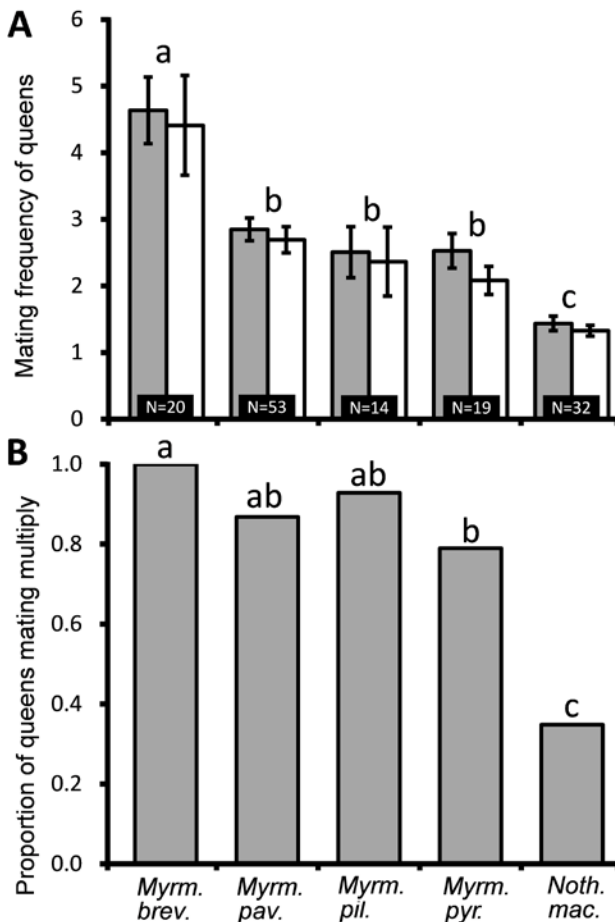 A
Mating frequency of queens
6
5
4
3
2
1
0
a
b
b
b
c
N=20 N=53 N=14 N=19 N=32
B
Proportion of queens mating multiply
1.0
0.8
0.6
0.4
0.2
0.0
a
ab
ab
b
c
Myrm. brev.
Myrm. pav.
Myrm. pil.
Myrm. pyr.
Noth. mac.